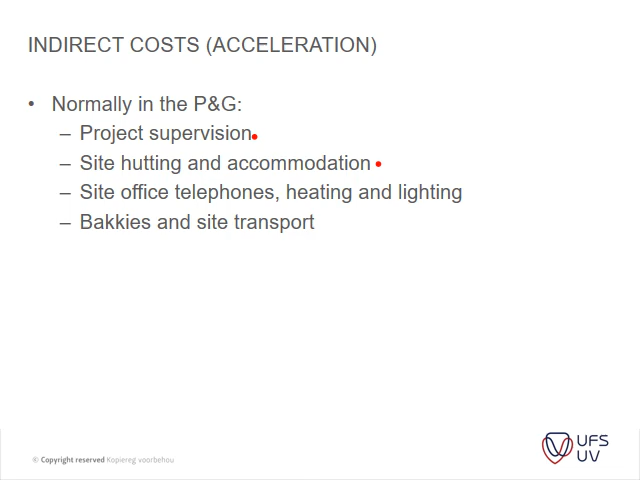 INDIRECT COSTS (ACCELERATION)
• Normally in the P&G:
– Project supervision
– Site hutting and accommodation
– Site office telephones, heating and lighting
– Bakkies and site transport
© Copyright reserved Kopiereg voorbehou
UFS
UV